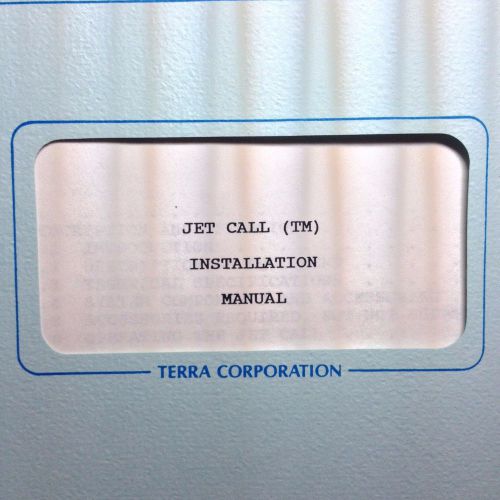 JET CALL (TM)
INSTALLATION
MANUAL
TERRA CORPORATION